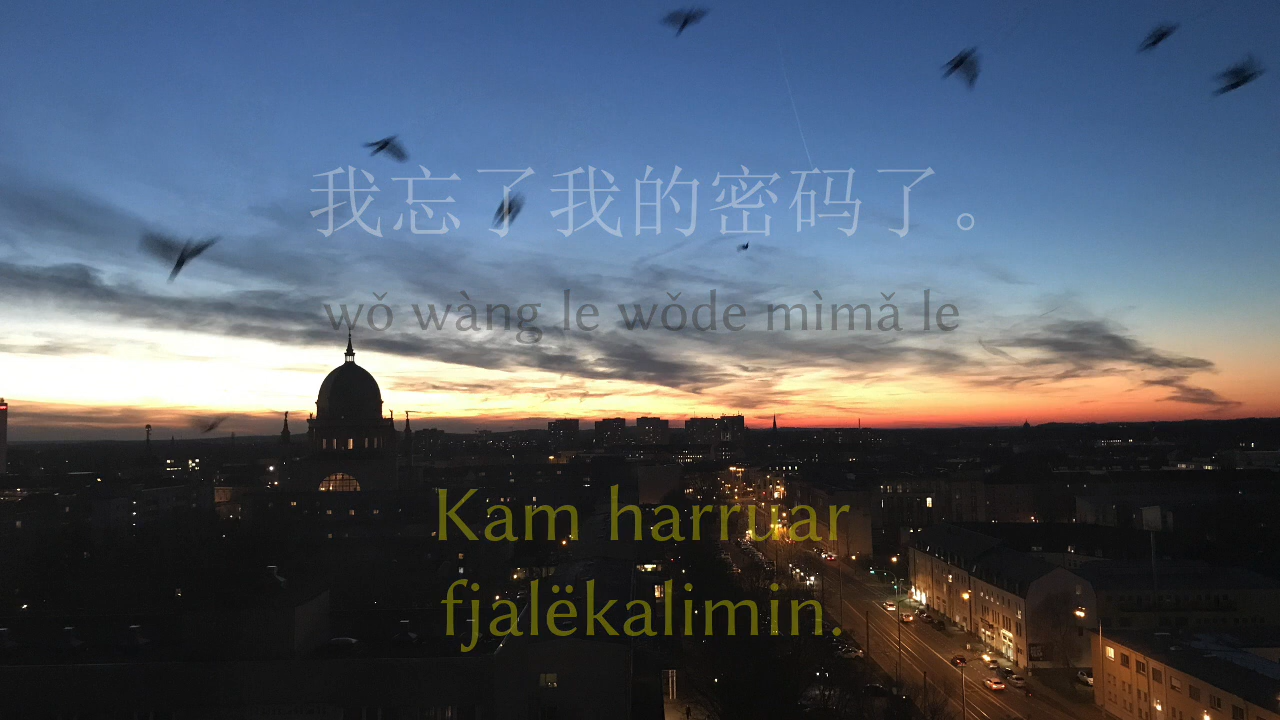 我忘了我的密码了。
wǒ wàng le wǒde mìmǎ le
Kam harruar
fjalëkalimin.